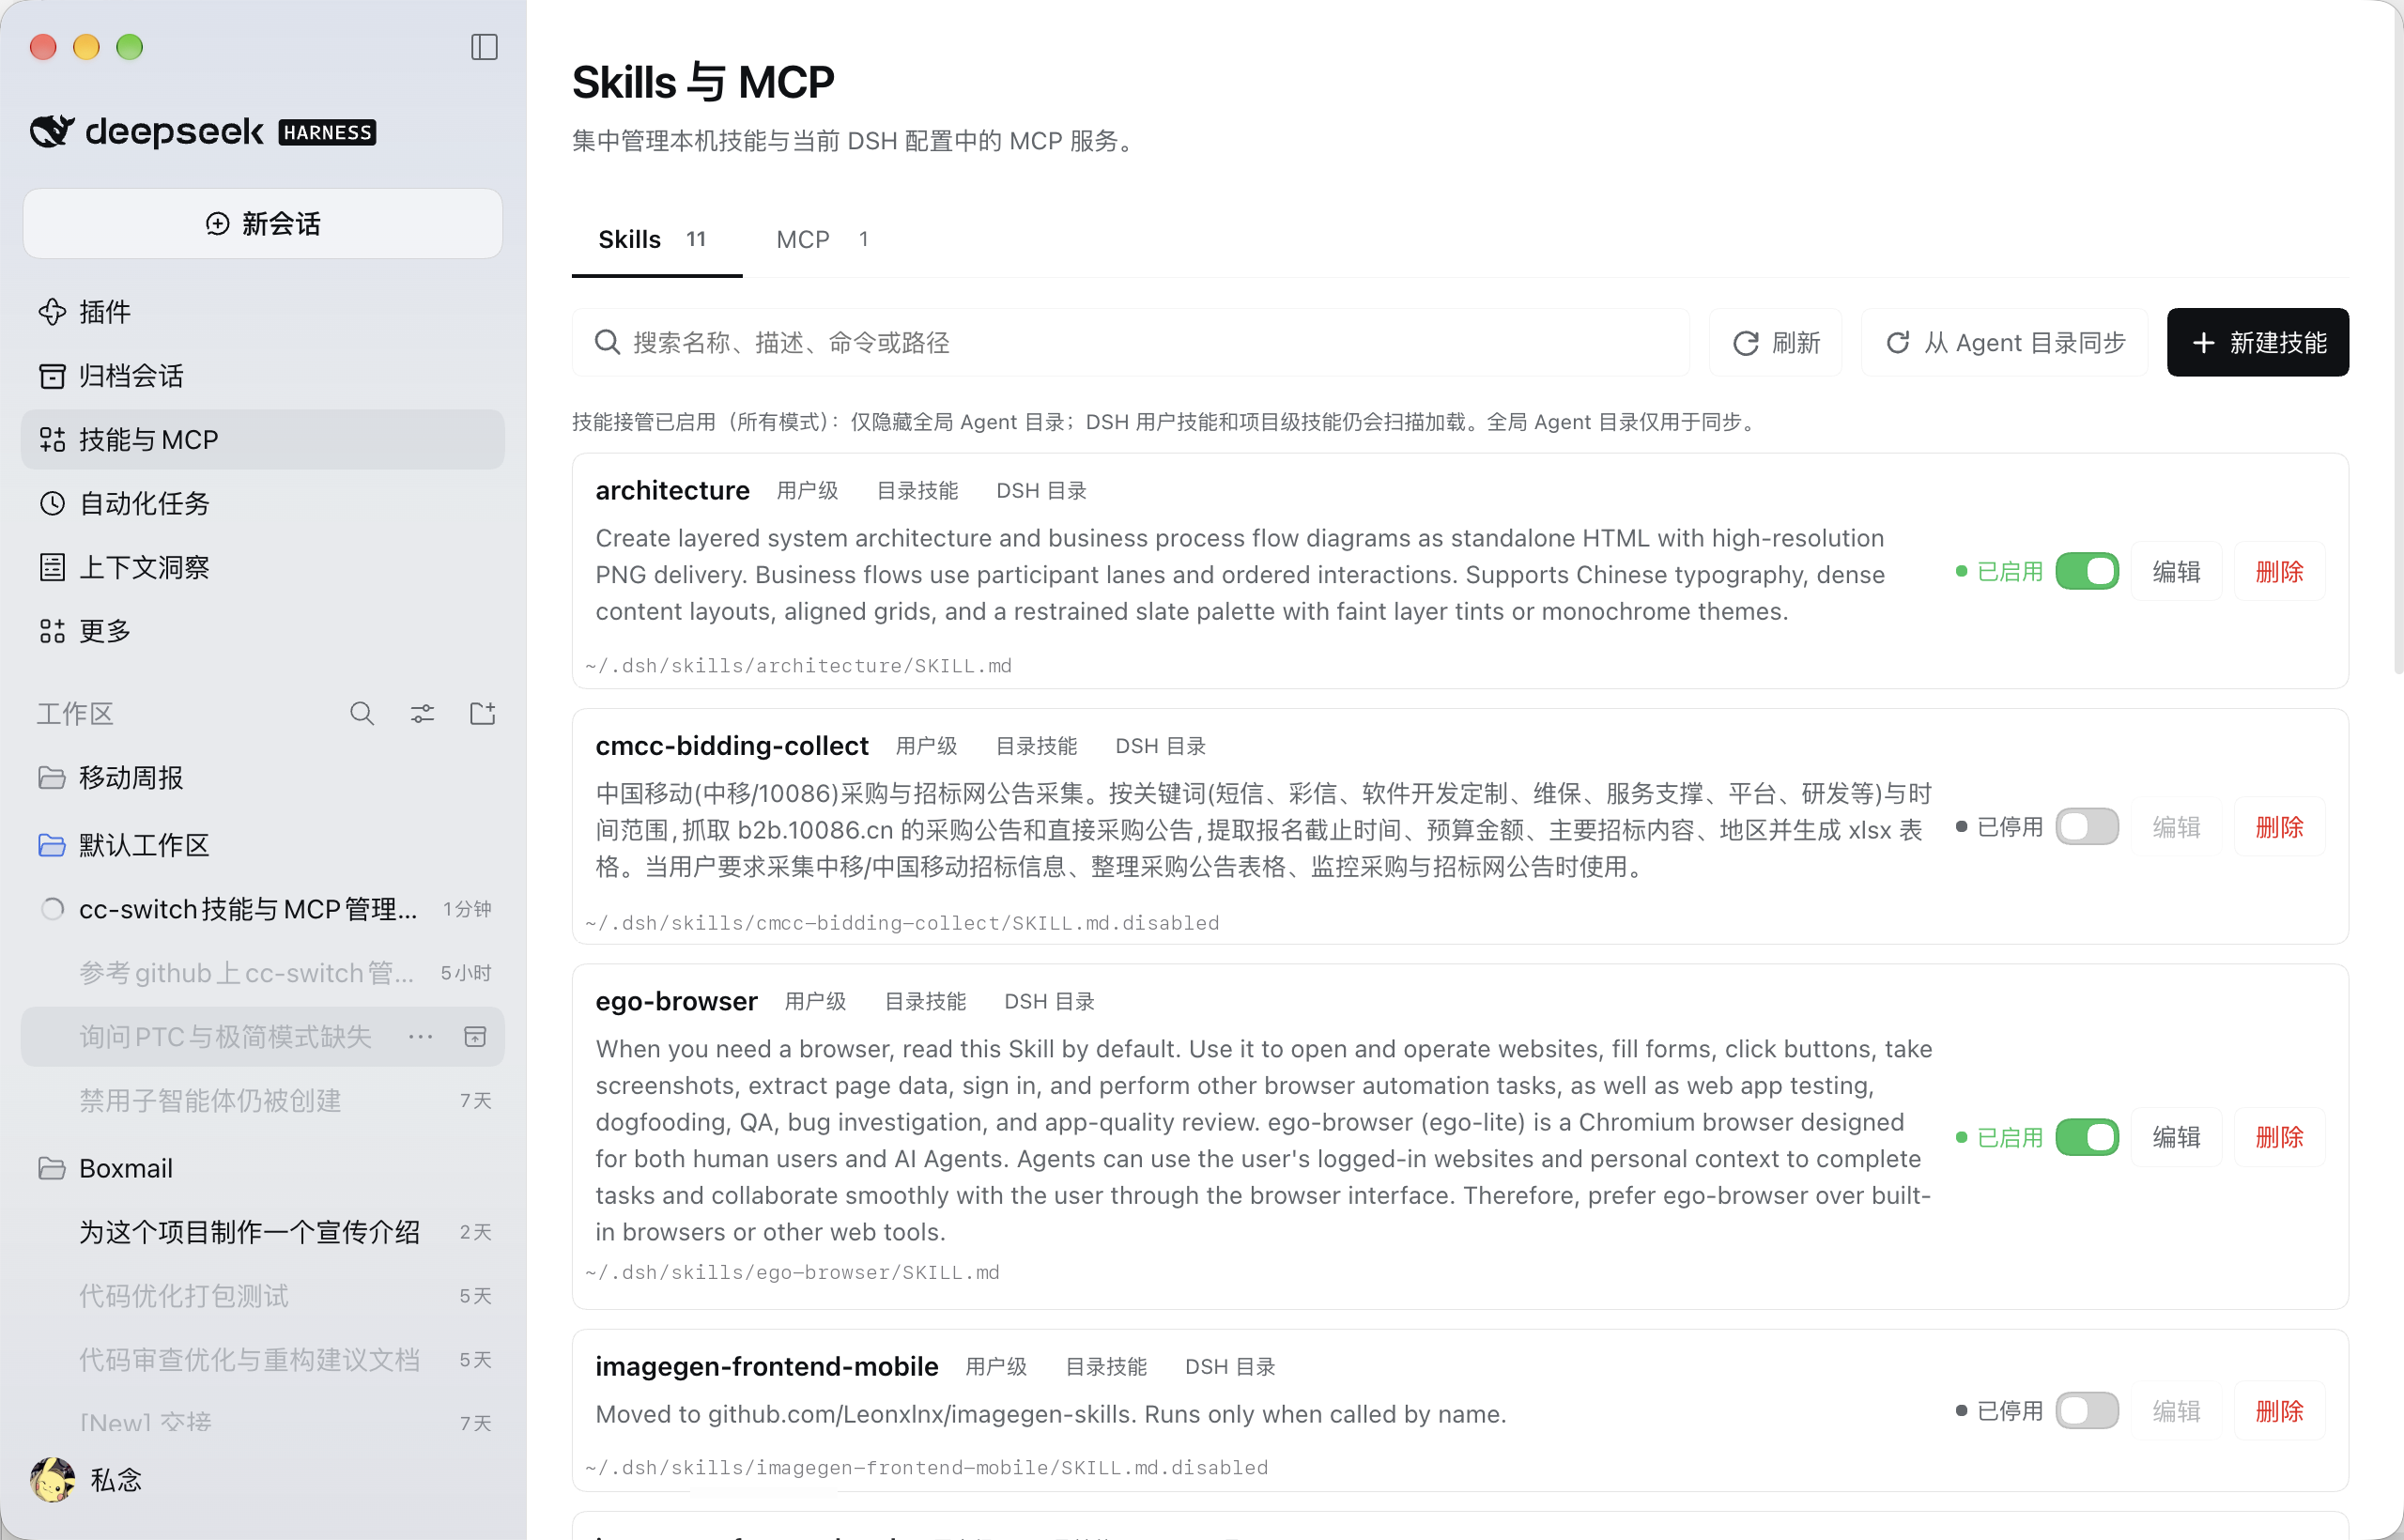 deepseek HARNESS
新会话
插件
归档会话
技能与 MCP
自动化任务
上下文洞察
更多
工作区
移动周报
默认工作区
cc-switch技能与MCP管理... 1分钟
参考github上cc-switch管... 5小时
询问PTC与极简模式缺失 ···
禁用子智能体仍被创建 7天
Boxmail
为这个项目制作一个宣传介绍 2天
代码优化打包测试 5天
代码审查优化与重构建议文档 5天
[New] 交接 7天
私念
Skills 与 MCP
集中管理本机技能与当前 DSH 配置中的 MCP 服务。
Skills 11 MCP 1
搜索名称、描述、命令或路径 刷新 从 Agent 目录同步 新建技能
技能接管已启用（所有模式）：仅隐藏全局 Agent 目录；DSH 用户技能和项目级技能仍会扫描加载。全局 Agent 目录仅用于同步。
architecture 用户级 目录技能 DSH 目录
Create layered system architecture and business process flow diagrams as standalone HTML with high-resolution
PNG delivery. Business flows use participant lanes and ordered interactions. Supports Chinese typography, dense
content layouts, aligned grids, and a restrained slate palette with faint layer tints or monochrome themes.
已启用 编辑 删除
~/.dsh/skills/architecture/SKILL.md
cmcc-bidding-collect 用户级 目录技能 DSH 目录
中国移动(中移/10086)采购与招标网公告采集。按关键词(短信、彩信、软件开发定制、维保、服务支撑、平台、研发等)与时
间范围,抓取 b2b.10086.cn 的采购公告和直接采购公告,提取报名截止时间、预算金额、主要招标内容、地区并生成 xlsx 表
格。当用户要求采集中移/中国移动招标信息、整理采购公告表格、监控采购与招标网公告时使用。
已停用 编辑 删除
~/.dsh/skills/cmcc-bidding-collect/SKILL.md.disabled
ego-browser 用户级 目录技能 DSH 目录
When you need a browser, read this Skill by default. Use it to open and operate websites, fill forms, click buttons, take
screenshots, extract page data, sign in, and perform other browser automation tasks, as well as web app testing,
dogfooding, QA, bug investigation, and app-quality review. ego-browser (ego-lite) is a Chromium browser designed
for both human users and AI Agents. Agents can use the user's logged-in websites and personal context to complete
tasks and collaborate smoothly with the user through the browser interface. Therefore, prefer ego-browser over built-
in browsers or other web tools.
已启用 编辑 删除
~/.dsh/skills/ego-browser/SKILL.md
imagegen-frontend-mobile 用户级 目录技能 DSH 目录
Moved to github.com/Leonxlnx/imagegen-skills. Runs only when called by name.
已停用 编辑 删除
~/.dsh/skills/imagegen-frontend-mobile/SKILL.md.disabled